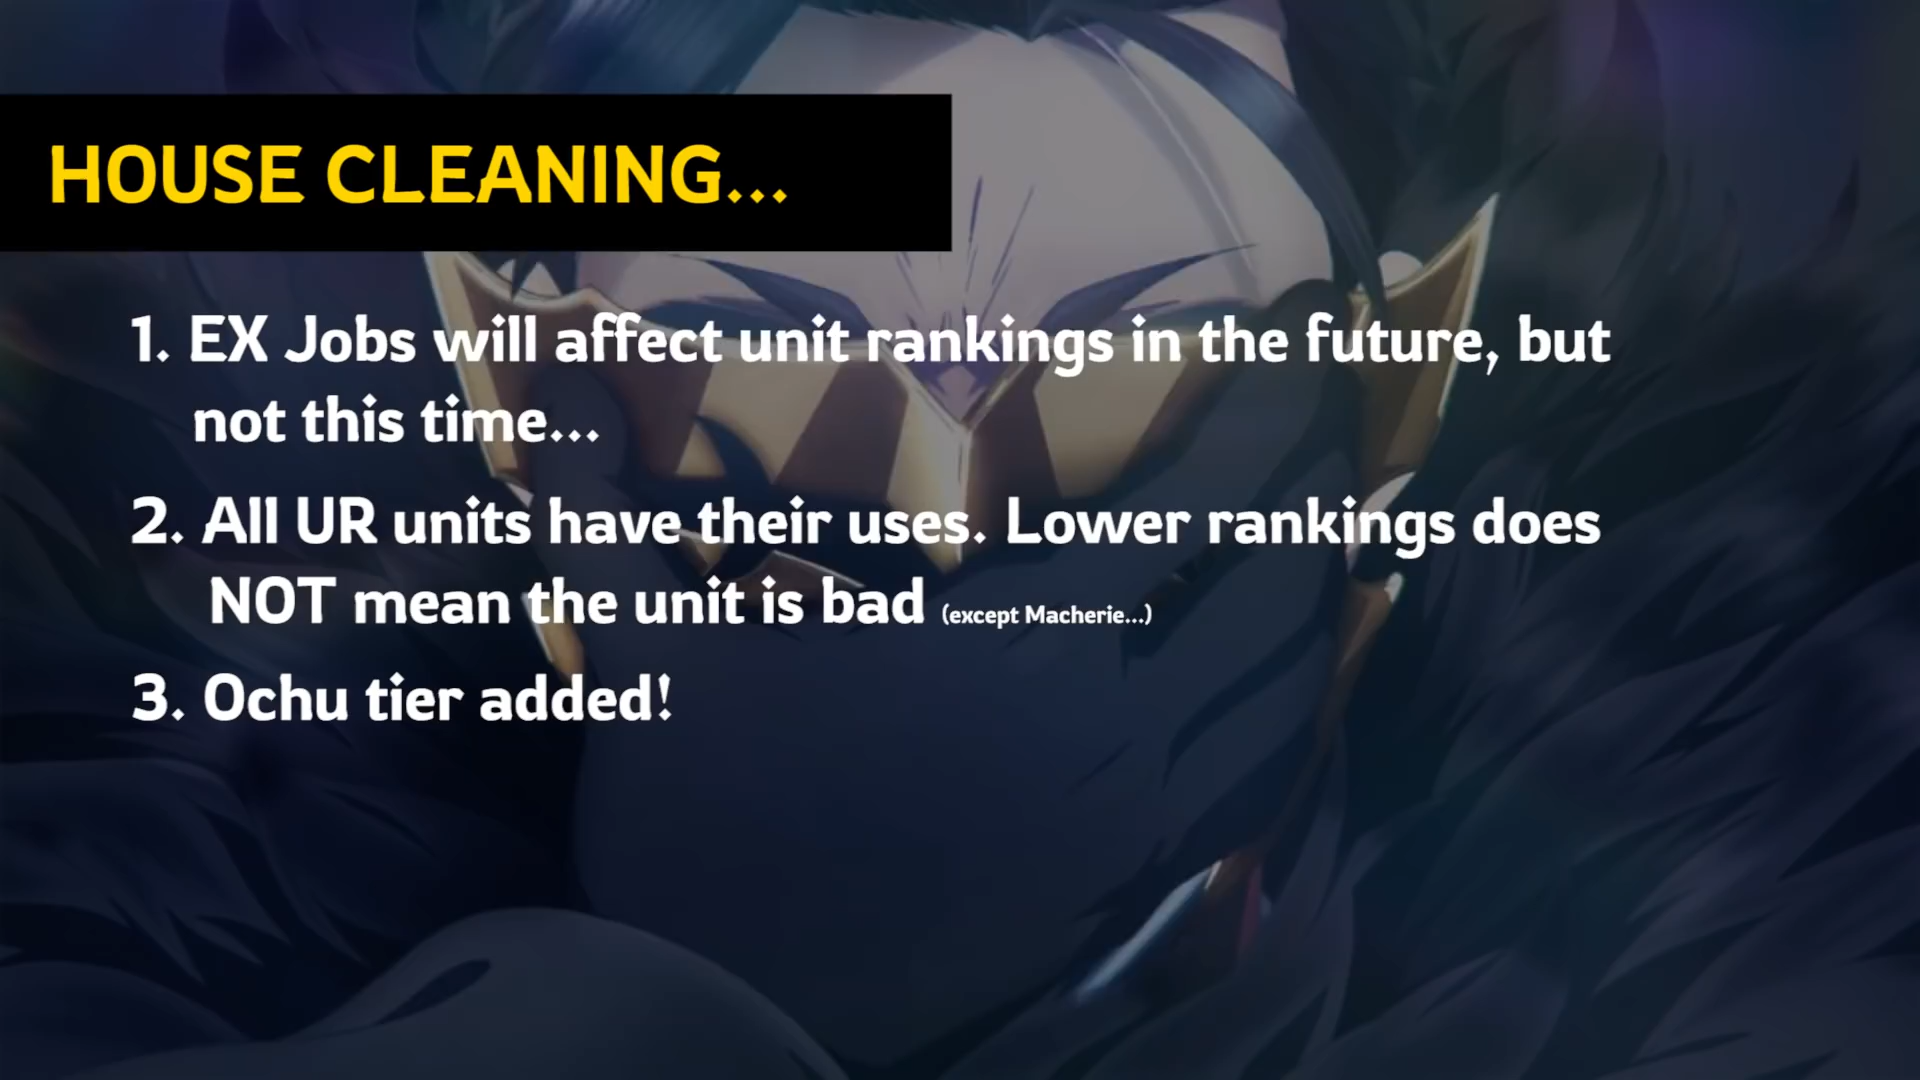 HOUSE CLEANING...
1. EX Jobs will affect unit rankings in the future, but
not this time...
2. All UR units have their uses. Lower rankings does
NOT mean the unit is bad (except Macherie...)
3. Ochu tier added!